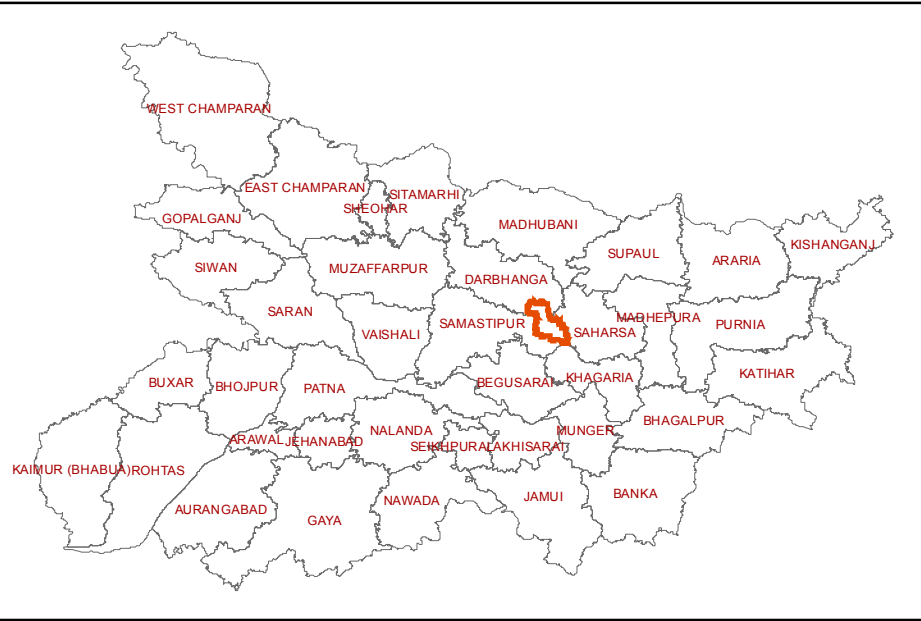 WEST CHAMPARAN
EAST CHAMPARAN
SITAMARHI
SHEOHAR
GOPALGANJ
MADHUBANI
KISHANGANJ
SUPAUL
ARARIA
SIWAN
MUZAFFARPUR
DARBHANGA
SARAN
MADHEPURA
SAMASTIPUR
PURNIA
VAISHALI
SAHARSA
KATIHAR
KHAGARIA
BEGUSARAI
BUXAR
BHOJPUR
PATNA
BHAGALPUR
NALANDA
MUNGER
ARAWAL
JEHANABAD
SEIKHPURA
LAKHISARAI
KAIMUR (BHABUA)
ROHTAS
BANKA
JAMUI
NAWADA
AURANGABAD
GAYA